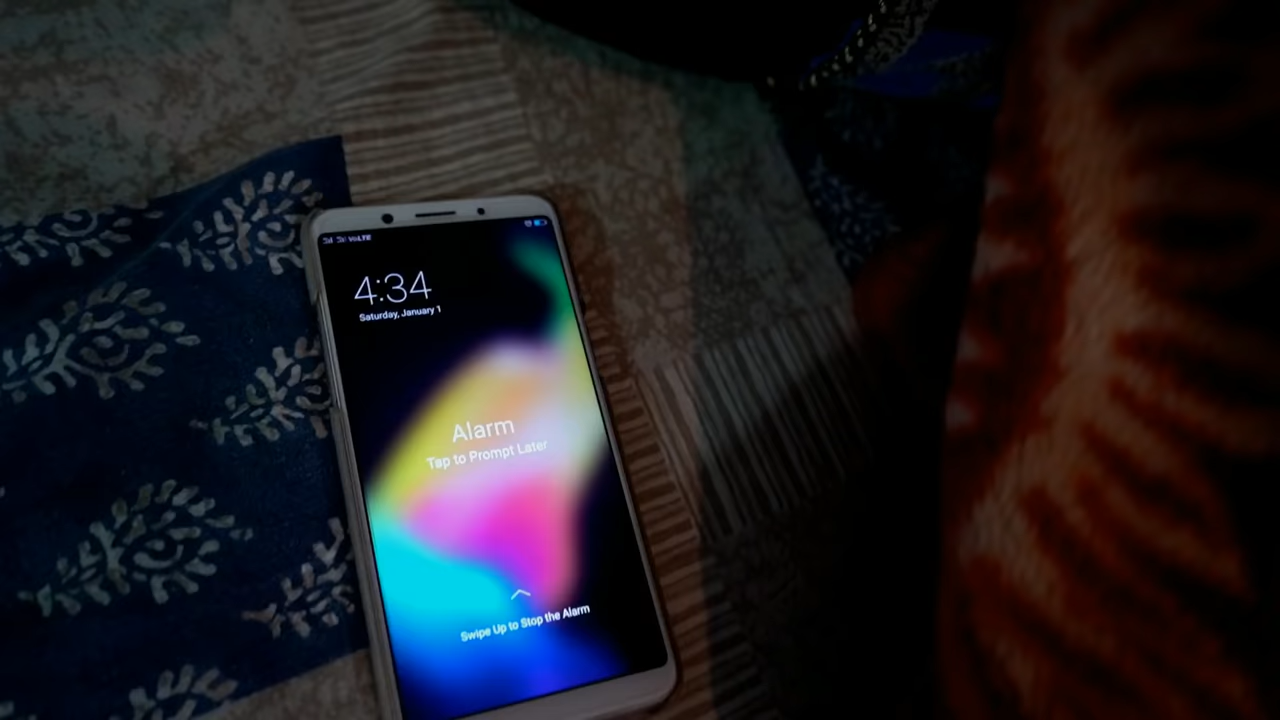 VoLTE
4:34
Saturday, January 1
Alarm
Tap to Prompt Later
Swipe Up to Stop the Alarm